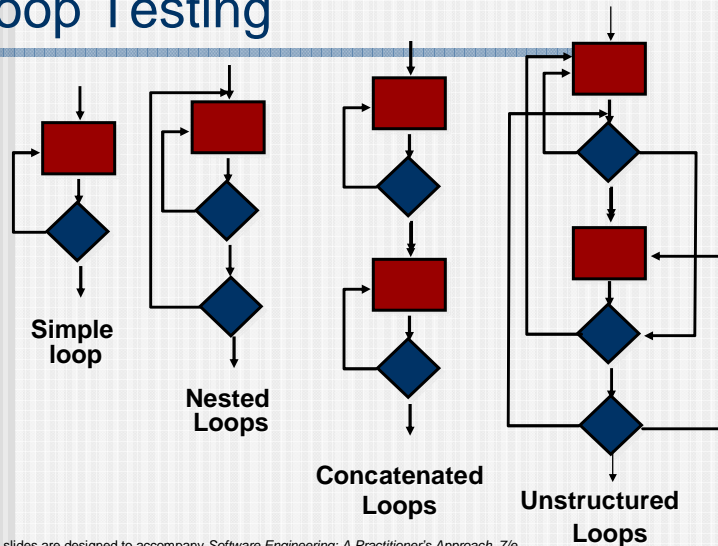 oop Testing
Simple
loop
Nested
Loops
Concatenated
Loops
Unstructured
Loops
slides are designed to accompany Software Engineering: A Practitioner's Approach, 7/e